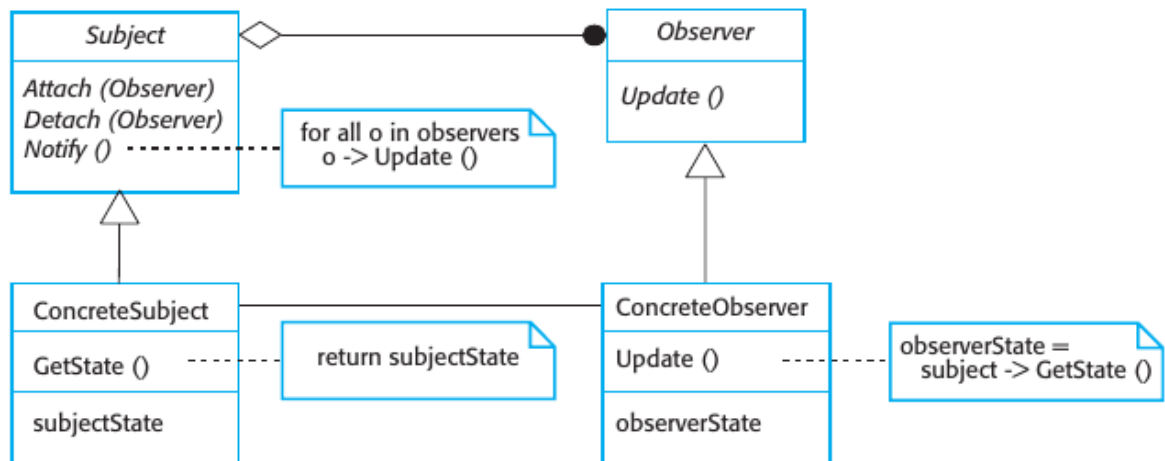 Subject
Attach (Observer)
Detach (Observer)
Notify ()
for all o in observers
o -> Update ()
Observer
Update ()
ConcreteSubject
GetState ()
subjectState
return subjectState
ConcreteObserver
Update ()
observerState
observerState =
subject -> GetState ()